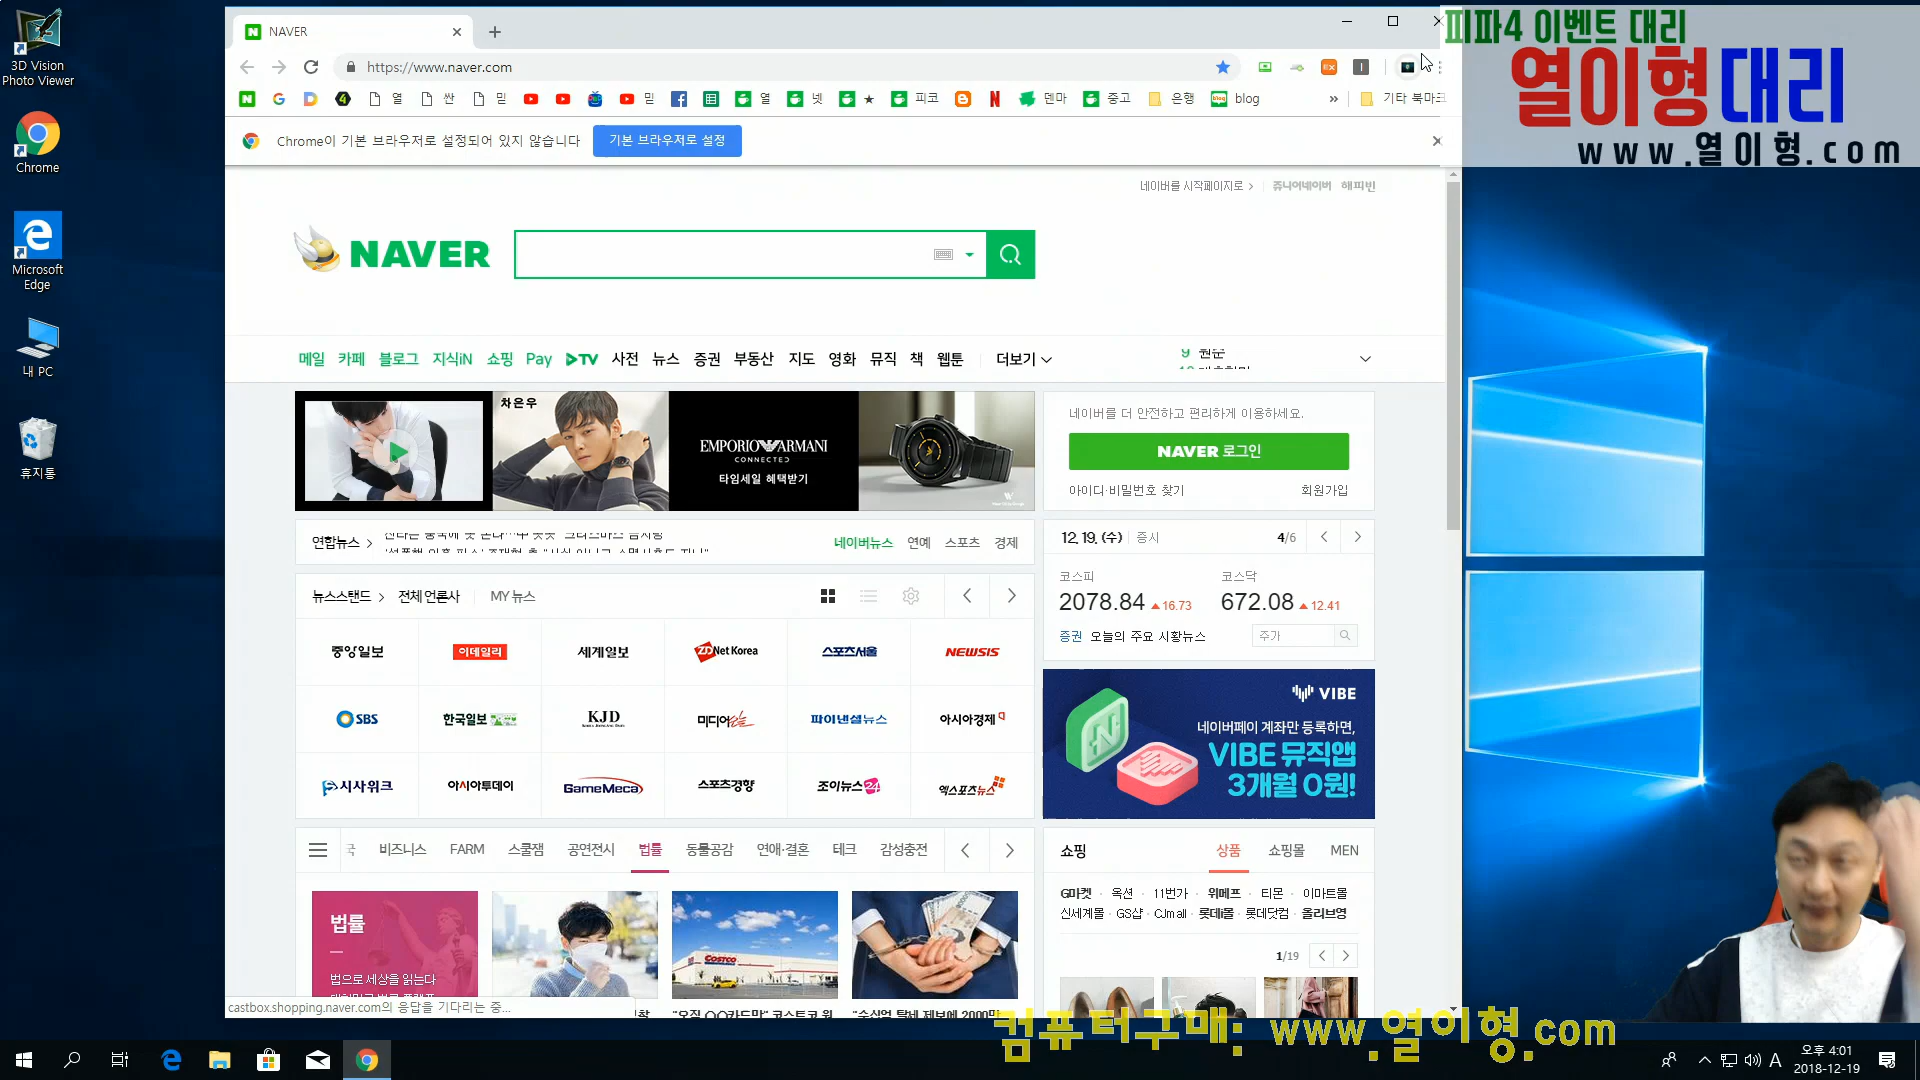 3D Vision
Photo Viewer
Chrome
Microsoft
Edge
내 PC
휴지통
NAVER
피파4 이벤트 대리
열이형대리
www.열이형.com
https://www.naver.com
열
싼
믿
믿
열
넷
★
피코
덴마
중고
은행
blog
»
기타 북마크
Chrome이 기본 브라우저로 설정되어 있지 않습니다
기본 브라우저로 설정
네이버를 시작페이지로 >
쥬니어네이버
해피빈
NAVER
메일 카페 블로그 지식iN 쇼핑 Pay TV 사전 뉴스 증권 부동산 지도 영화 뮤직 책 웹툰 더보기
9 권문
차은우
EMPORIO ARMANI
CONNECTED
타임세일 혜택받기
네이버를 더 안전하고 편리하게 이용하세요.
NAVER 로그인
아이디·비밀번호 찾기
회원가입
연합뉴스 >
네이버뉴스 연예 스포츠 경제
12. 19. (수) 증시
4/6
코스피
코스닥
2078.84 ▲16.73
672.08 ▲12.41
증권 오늘의 주요 시황뉴스
주가
뉴스스탠드 > 전체 언론사 MY 뉴스
중앙일보 이데일리 세계일보 ZDNet Korea 스포츠서울 NEWSIS
SBS 한국일보 KJD 미디어오늘 파이낸셜뉴스 아시아경제
시사위크 아시아투데이 GameMeca 스포츠경향 조이뉴스24 엑스포츠뉴스
VIBE
네이버페이 계좌만 등록하면,
VIBE 뮤직앱
3개월 0원!
비즈니스 FARM 스쿨잼 공연전시 법률 동물공감 연애·결혼 테크 감성충전
쇼핑
상품 쇼핑몰 MEN
G마켓 · 옥션 · 11번가 · 위메프 · 티몬 · 이마트몰
신세계몰 · GS샵 · CJmall · 롯데i몰 · 롯데닷컴 · 올리브영
1/19
법률
법으로 세상을 읽는다
COSTCO
castbox.shopping.naver.com의 응답을 기다리는 중...
컴퓨터구매: www.열이형.com
A
오후 4:01
2018-12-19